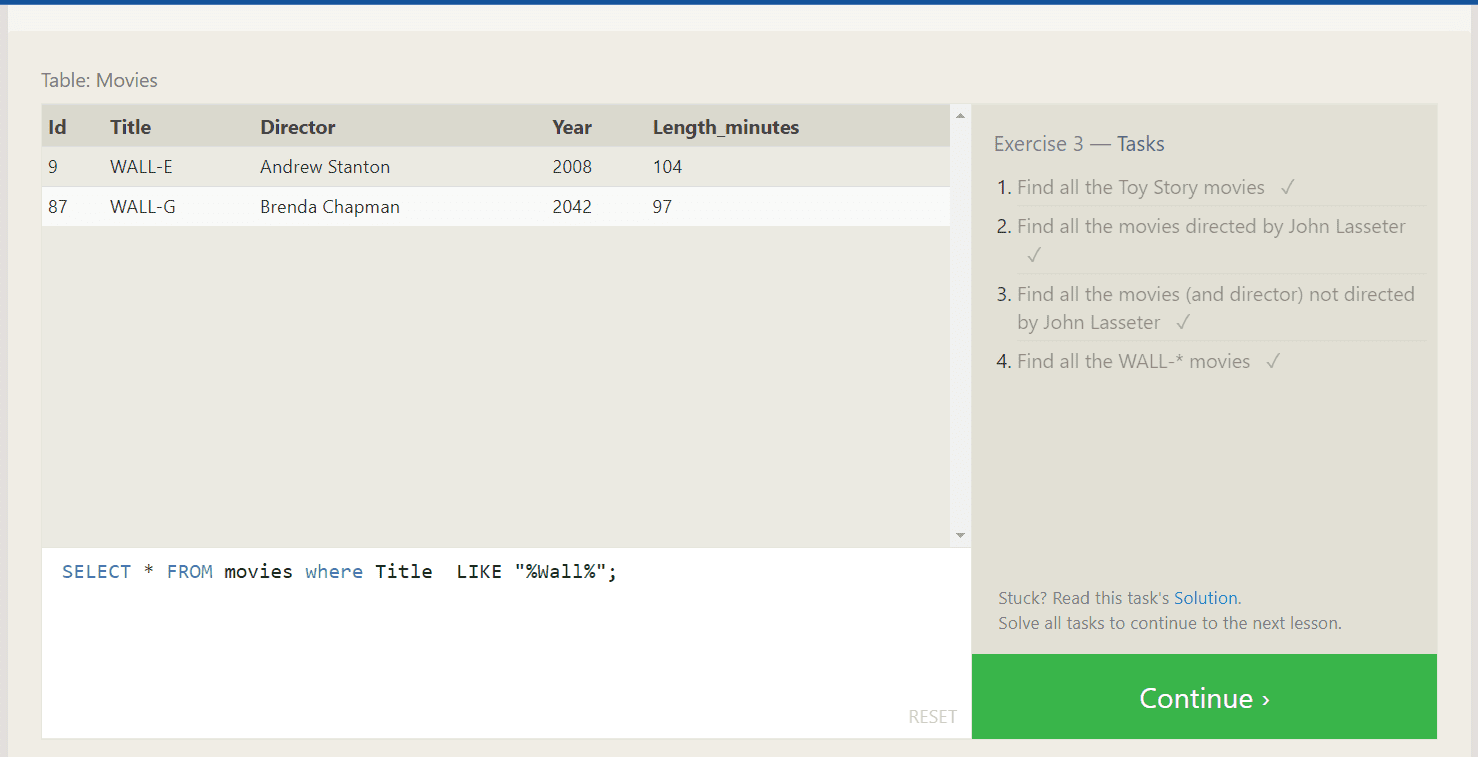 Table: Movies
Id Title Director Year Length_minutes
9 WALL-E Andrew Stanton 2008 104
87 WALL-G Brenda Chapman 2042 97
SELECT * FROM movies where Title  LIKE "%Wall%";
RESET
Exercise 3 — Tasks
1. Find all the Toy Story movies ✓
2. Find all the movies directed by John Lasseter
✓
3. Find all the movies (and director) not directed
by John Lasseter ✓
4. Find all the WALL-* movies ✓
Stuck? Read this task's Solution.
Solve all tasks to continue to the next lesson.
Continue ›